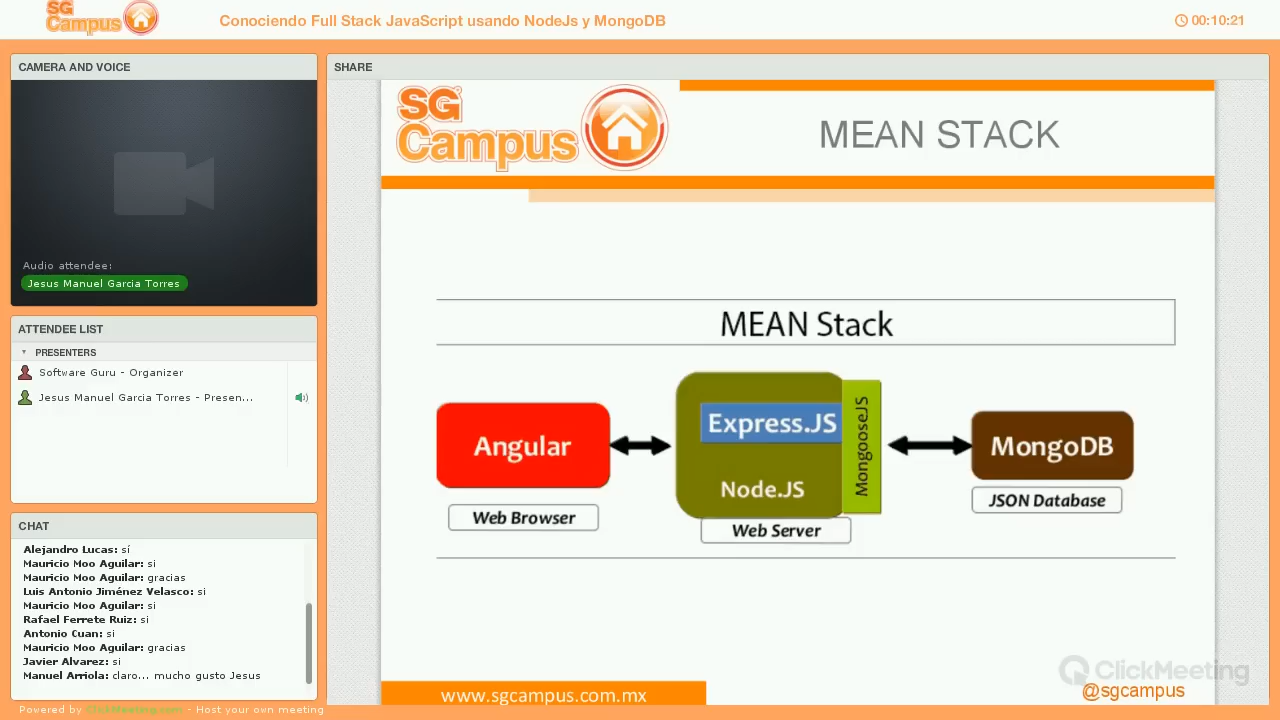 SG
Campus
Conociendo Full Stack JavaScript usando NodeJs y MongoDB
00:10:21
CAMERA AND VOICE
Audio attendee:
Jesus Manuel Garcia Torres
ATTENDEE LIST
PRESENTERS
Software Guru - Organizer
Jesus Manuel Garcia Torres - Presen...
CHAT
Alejandro Lucas: sí
Mauricio Moo Aguilar: si
Mauricio Moo Aguilar: gracias
Luis Antonio Jiménez Velasco: si
Mauricio Moo Aguilar: si
Rafael Ferrete Ruiz: si
Antonio Cuan: si
Mauricio Moo Aguilar: gracias
Javier Alvarez: si
Manuel Arriola: claro... mucho gusto Jesus
Powered by ClickMeeting.com - Host your own meeting
SHARE
SG
Campus
MEAN STACK
MEAN Stack
Angular
Web Browser
Express.JS
Node.JS
MongooseJS
Web Server
MongoDB
JSON Database
ClickMeeting
www.sgcampus.com.mx
@sgcampus